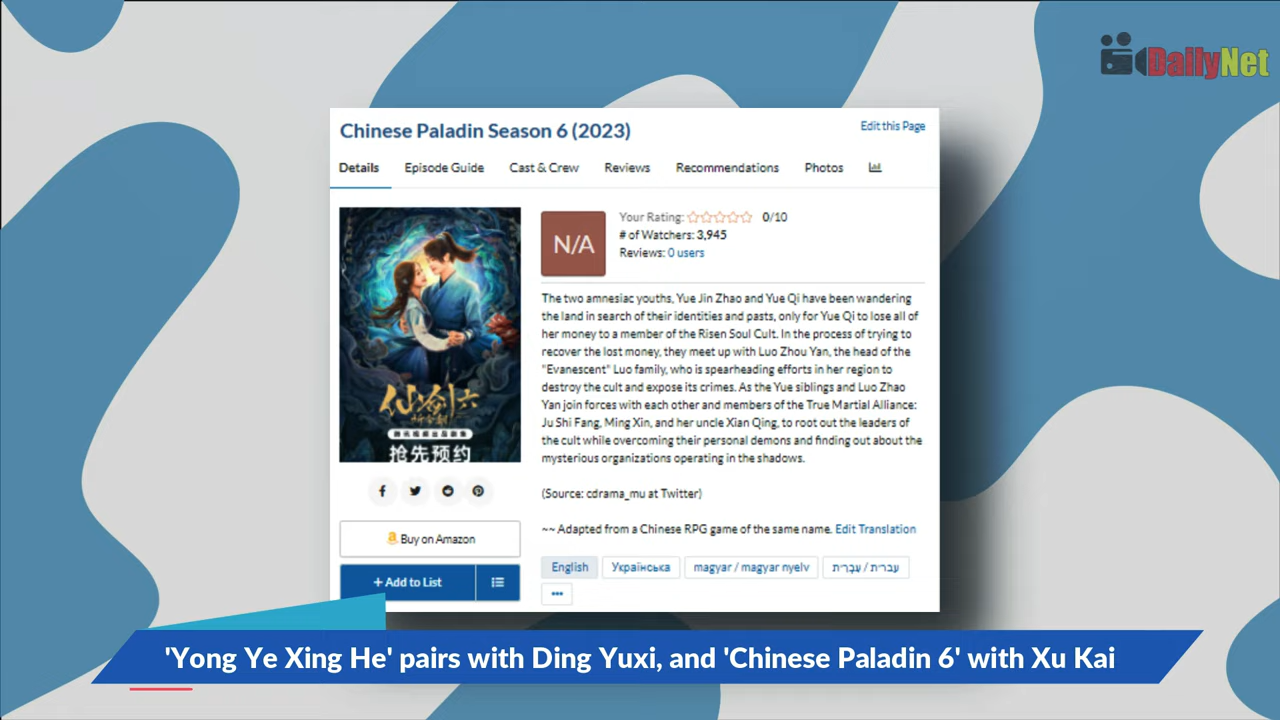 DailyNet
Chinese Paladin Season 6 (2023)
Edit this Page
Details Episode Guide Cast & Crew Reviews Recommendations Photos
N/A
Your Rating: 0/10
# of Watchers: 3,945
Reviews: 0 users
The two amnesiac youths, Yue Jin Zhao and Yue Qi have been wandering
the land in search of their identities and pasts, only for Yue Qi to lose all of
her money to a member of the Risen Soul Cult. In the process of trying to
recover the lost money, they meet up with Luo Zhou Yan, the head of the
"Evanescent" Luo family, who is spearheading efforts in her region to
destroy the cult and expose its crimes. As the Yue siblings and Luo Zhao
Yan join forces with each other and members of the True Martial Alliance:
Ju Shi Fang, Ming Xin, and her uncle Xian Qing, to root out the leaders of
the cult while overcoming their personal demons and finding out about the
mysterious organizations operating in the shadows.
(Source: cdrama_mu at Twitter)
~~ Adapted from a Chinese RPG game of the same name. Edit Translation
English Українська magyar / magyar nyelv עברית / עִבְרִית
仙剑六
抢先预约
Buy on Amazon
+ Add to List
'Yong Ye Xing He' pairs with Ding Yuxi, and 'Chinese Paladin 6' with Xu Kai